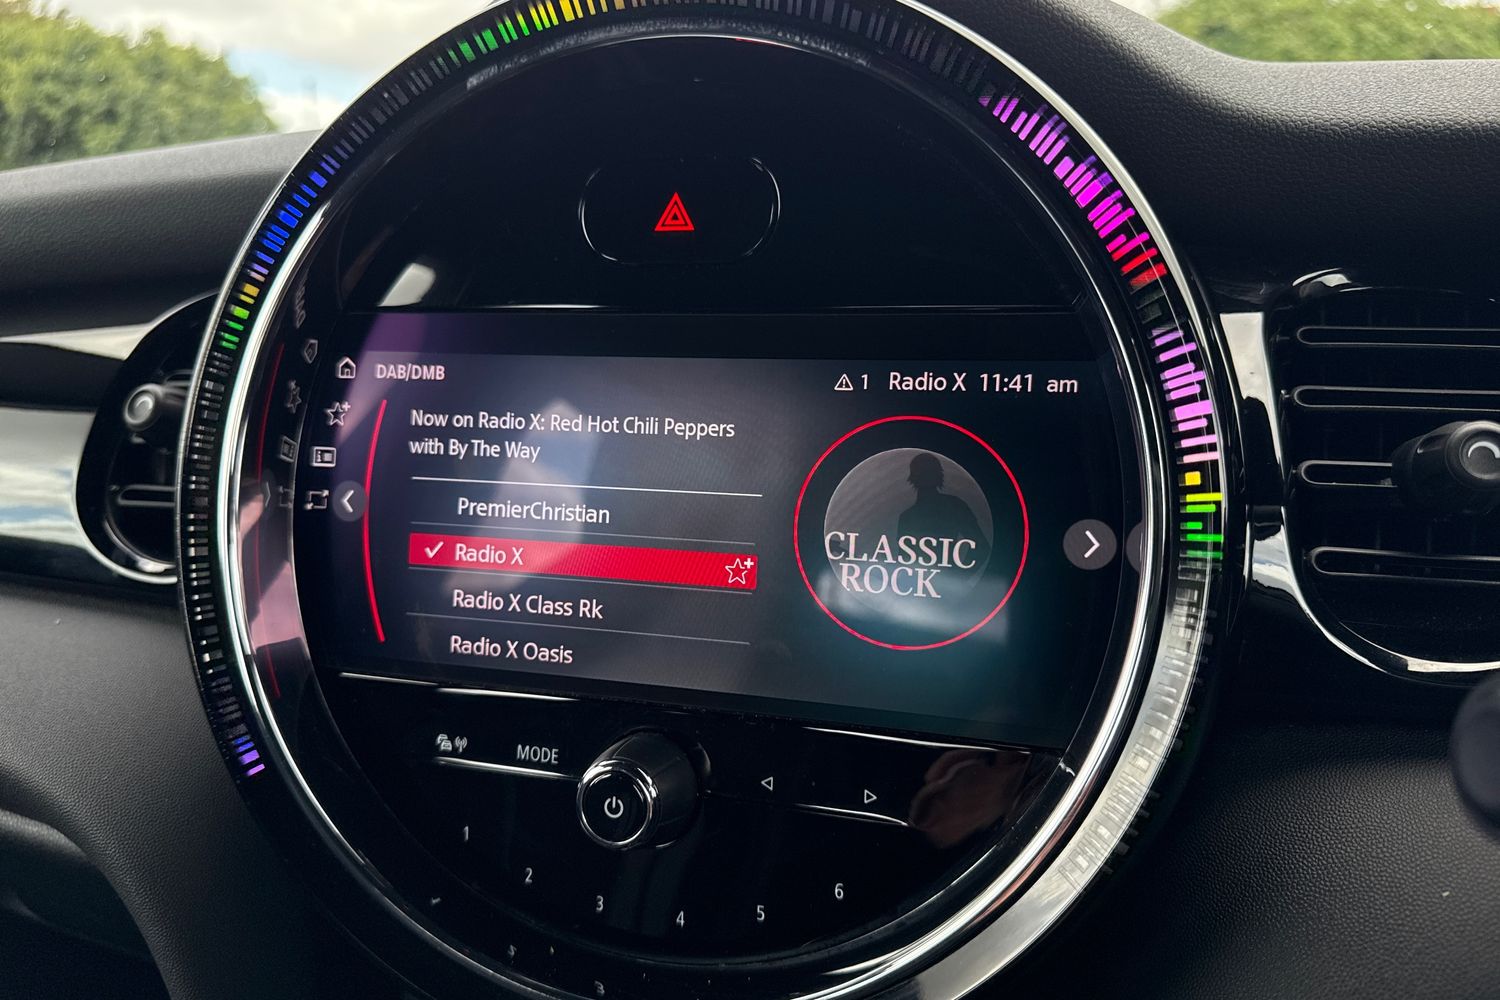 DAB/DMB
1 Radio X 11:41 am
Now on Radio X: Red Hot Chili Peppers
with By The Way
PremierChristian
Radio X
Radio X Class Rk
Radio X Oasis
CLASSIC
ROCK
MODE
1
2
3
4
5
6